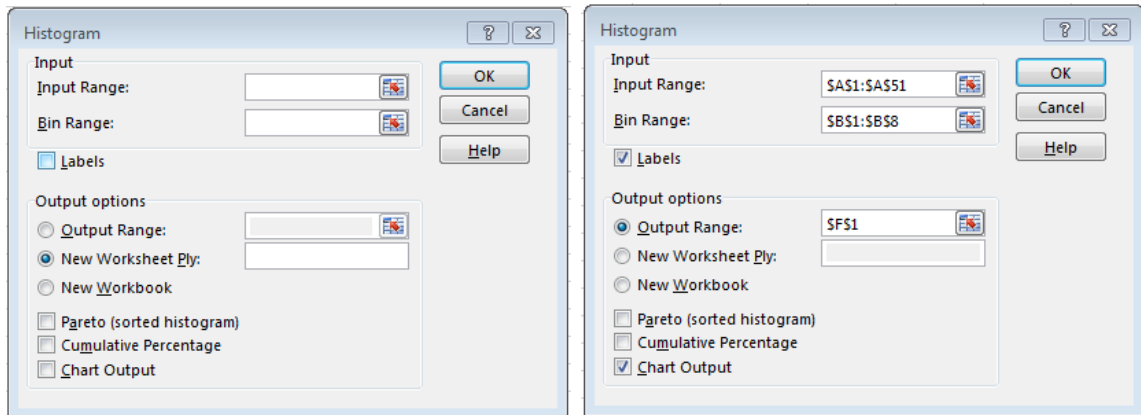 Histogram
Input
Input Range:
Bin Range:
Labels
OK
Cancel
Help
Output options
Output Range:
New Worksheet Ply:
New Workbook
Pareto (sorted histogram)
Cumulative Percentage
Chart Output
Histogram
Input
Input Range: $A$1:$A$51
Bin Range: $B$1:$B$8
Labels
OK
Cancel
Help
Output options
Output Range: $F$1
New Worksheet Ply:
New Workbook
Pareto (sorted histogram)
Cumulative Percentage
Chart Output